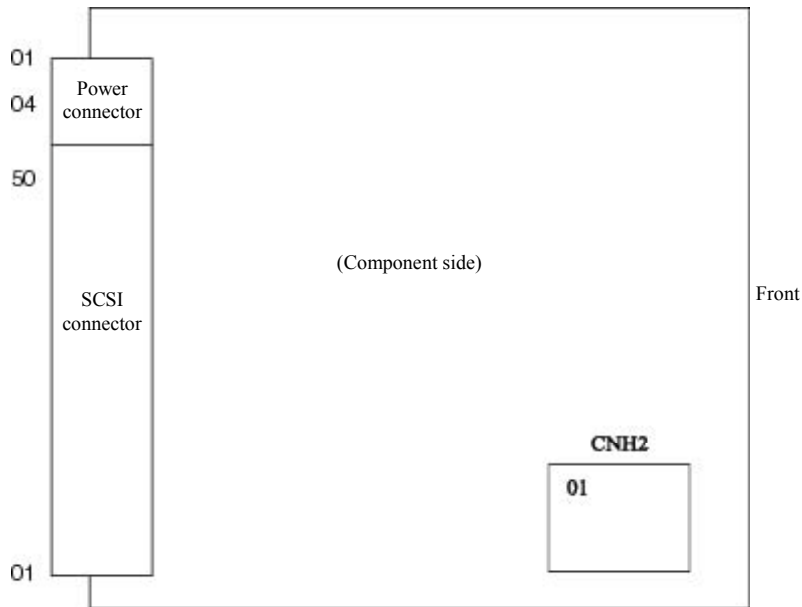 01
Power
connector
04
50
(Component side)
SCSI
connector
Front
CNH2
01
01